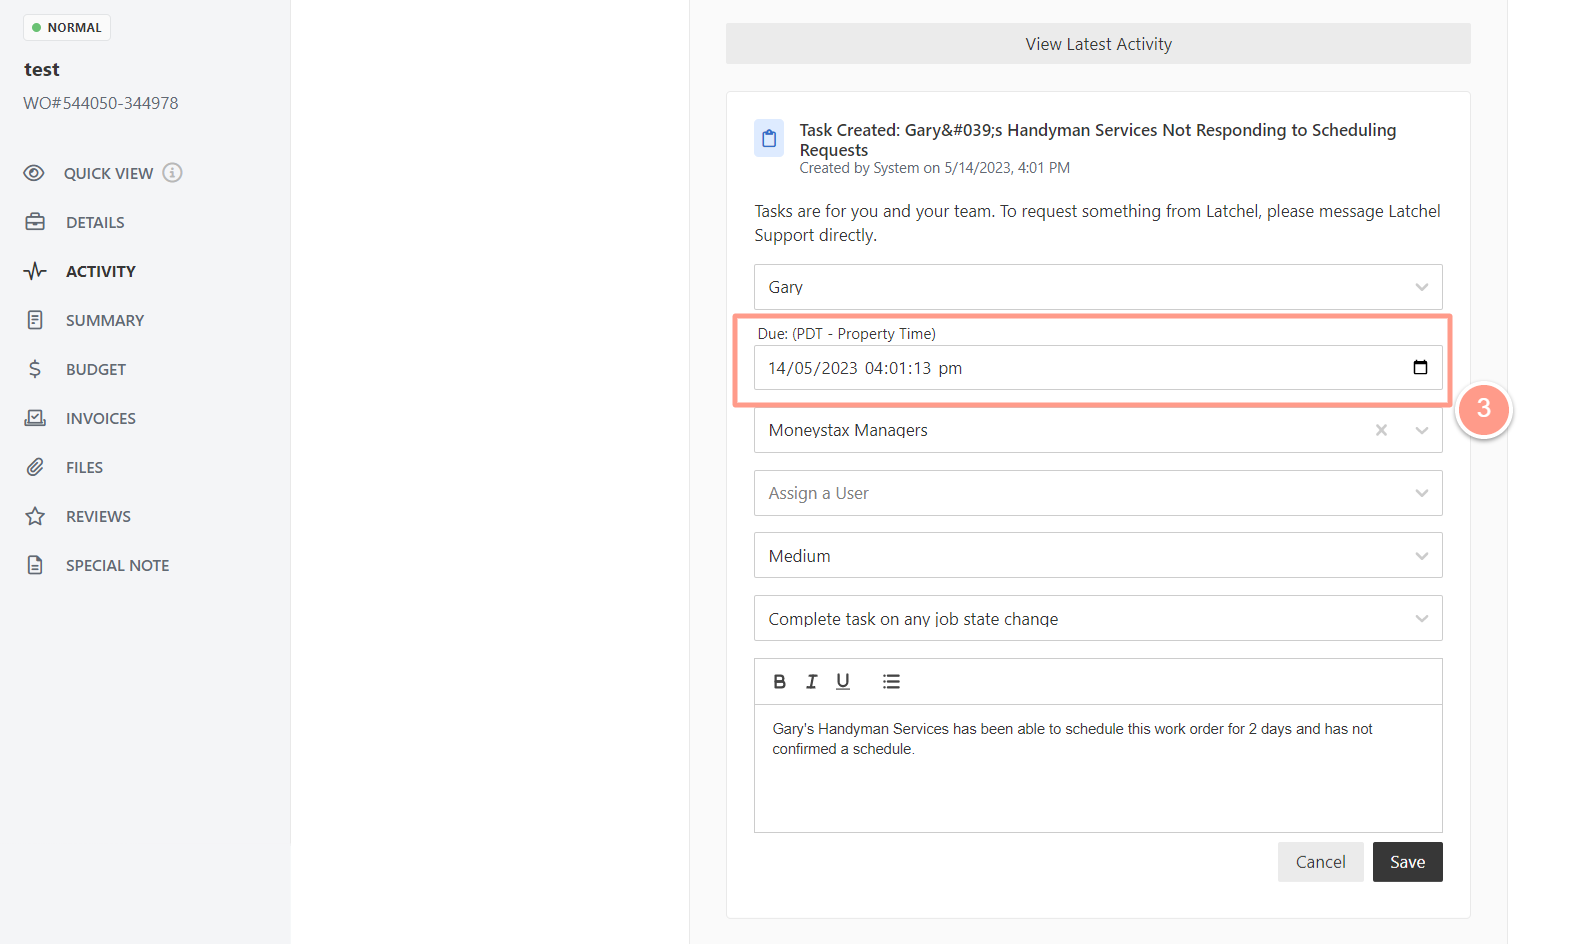 NORMAL
test
WO#544050-344978
QUICK VIEW
DETAILS
ACTIVITY
SUMMARY
BUDGET
INVOICES
FILES
REVIEWS
SPECIAL NOTE
View Latest Activity
Task Created: Gary&#039;s Handyman Services Not Responding to Scheduling
Requests
Created by System on 5/14/2023, 4:01 PM
Tasks are for you and your team. To request something from Latchel, please message Latchel
Support directly.
Gary
Due: (PDT - Property Time)
14/05/2023 04:01:13 pm
3
Moneystax Managers
Assign a User
Medium
Complete task on any job state change
B I U
Gary's Handyman Services has been able to schedule this work order for 2 days and has not
confirmed a schedule.
Cancel
Save